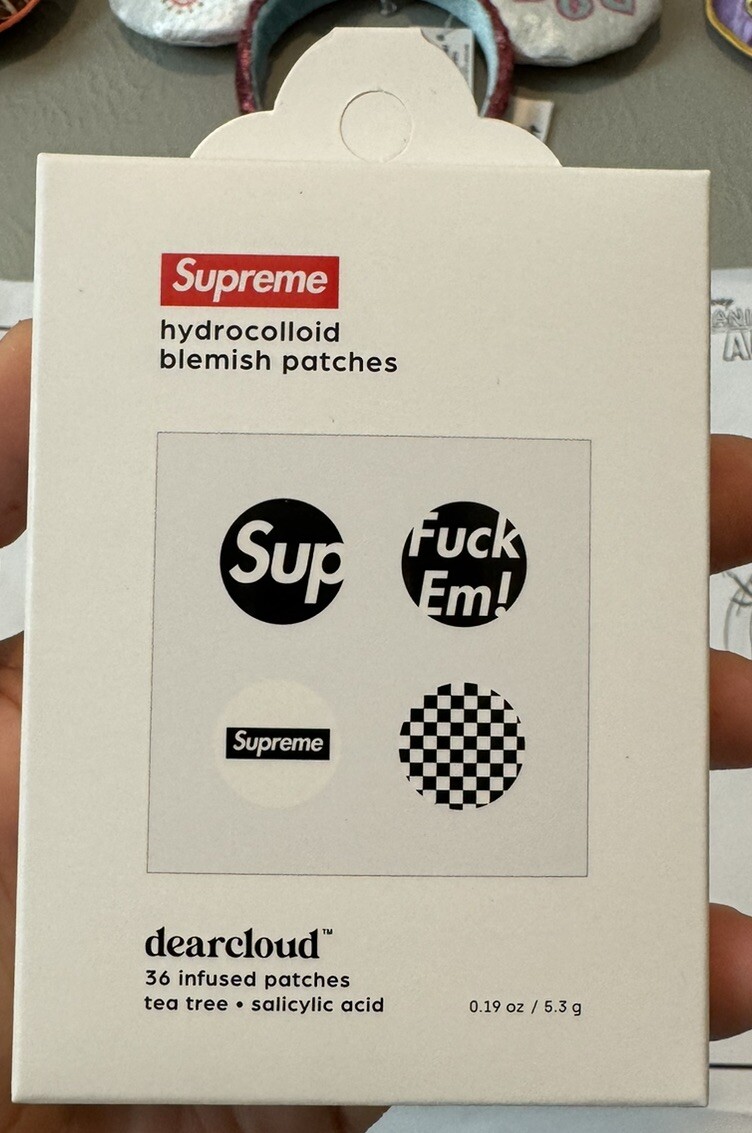 Supreme
hydrocolloid
blemish patches
Sup
Fuck
Em!
Supreme
dearcloud™
36 infused patches
tea tree • salicylic acid
0.19 oz / 5.3 g